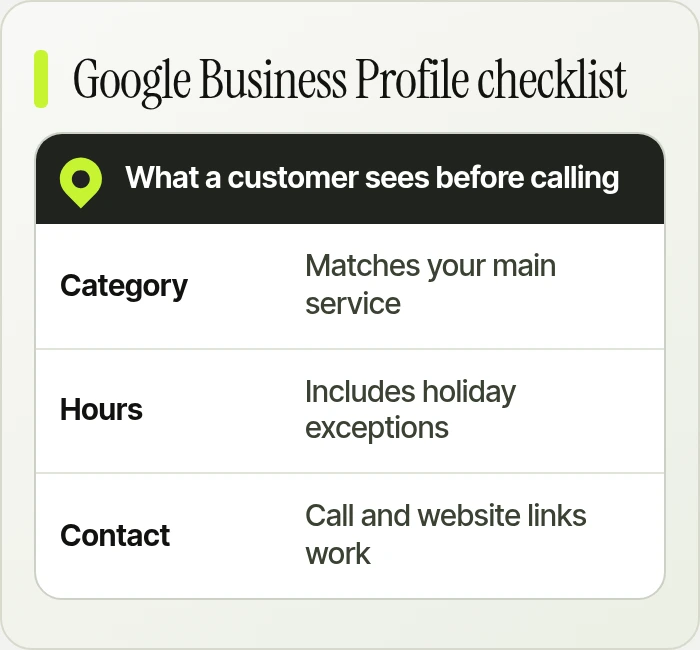 Google Business Profile checklist
What a customer sees before calling
Category
Matches your main
service
Hours
Includes holiday
exceptions
Contact
Call and website links
work